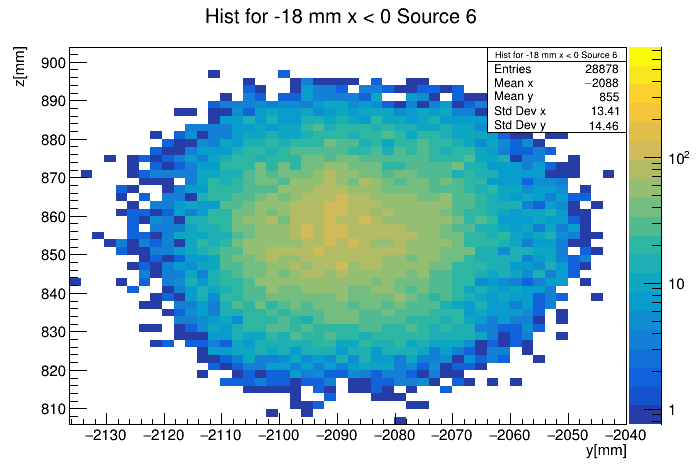 Hist for -18 mm x < 0 Source 6
z[mm]
900
890
880
870
860
850
840
830
820
810
Hist for -18 mm x < 0 Source 6
Entries 28878
Mean x −2088
Mean y 855
Std Dev x 13.41
Std Dev y 14.46
10²
10
1
−2130 −2120 −2110 −2100 −2090 −2080 −2070 −2060 −2050 −2040
y[mm]